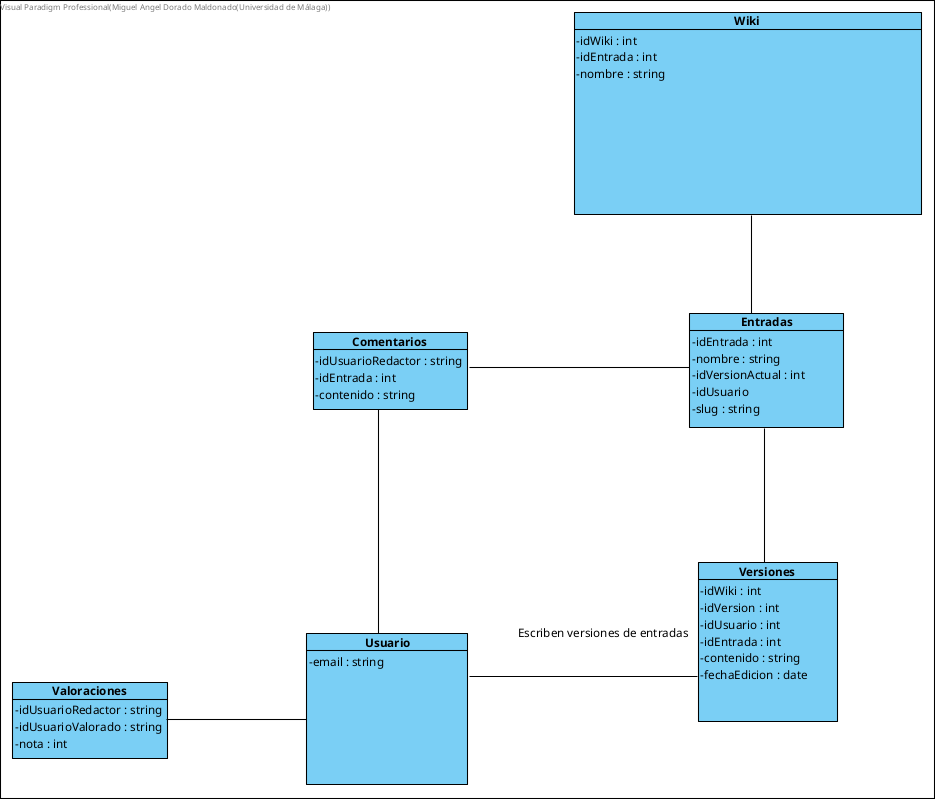 Visual Paradigm Professional(Miguel Angel Dorado Maldonado(Universidad de Málaga))
Wiki
-idWiki : int
-idEntrada : int
-nombre : string
Entradas
-idEntrada : int
-nombre : string
-idVersionActual : int
-idUsuario
-slug : string
Comentarios
-idUsuarioRedactor : string
-idEntrada : int
-contenido : string
Versiones
-idWiki : int
-idVersion : int
-idUsuario : int
-idEntrada : int
-contenido : string
-fechaEdicion : date
Escriben versiones de entradas
Usuario
-email : string
Valoraciones
-idUsuarioRedactor : string
-idUsuarioValorado : string
-nota : int